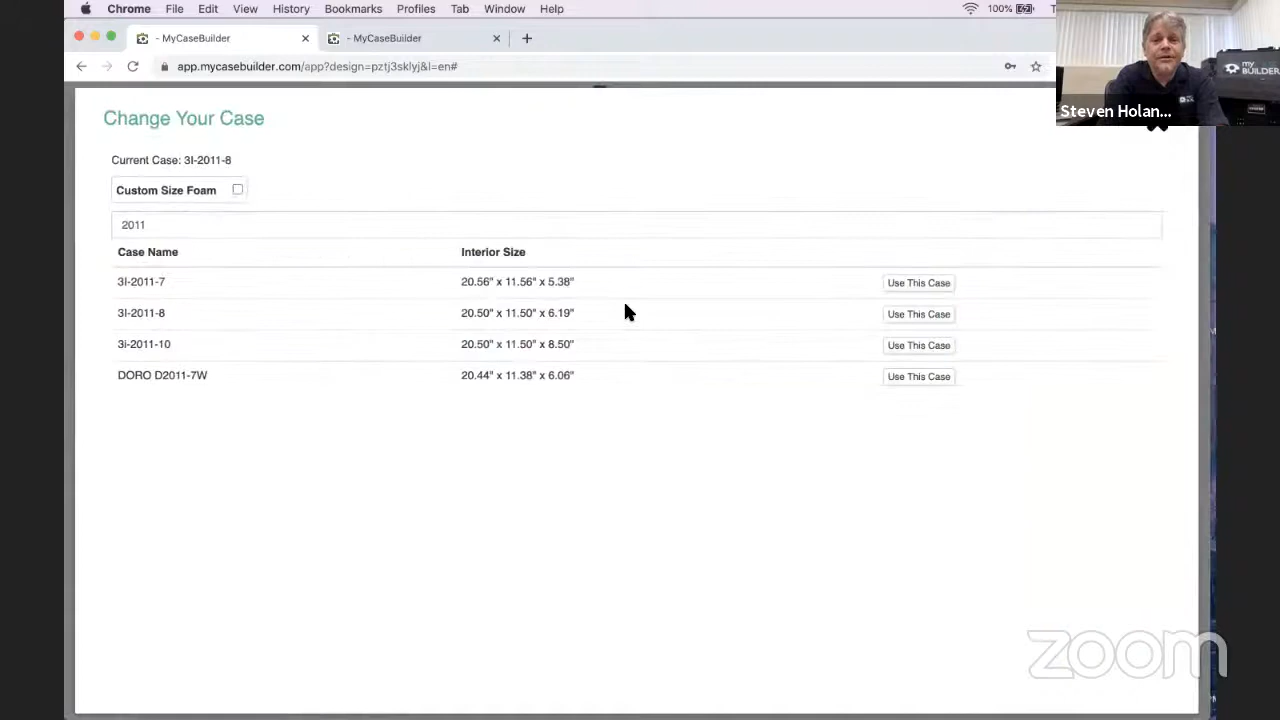 Chrome File Edit View History Bookmarks Profiles Tab Window Help 100%
- MyCaseBuilder - MyCaseBuilder
app.mycasebuilder.com/app?design=pztj3sklyj&l=en#
my
BUILDER
Steven Holan...
Change Your Case
Current Case: 3I-2011-8
Custom Size Foam
2011
Case Name Interior Size
3I-2011-7 20.56" x 11.56" x 5.38" Use This Case
3I-2011-8 20.50" x 11.50" x 6.19" Use This Case
3i-2011-10 20.50" x 11.50" x 8.50" Use This Case
DORO D2011-7W 20.44" x 11.38" x 6.06" Use This Case
zoom